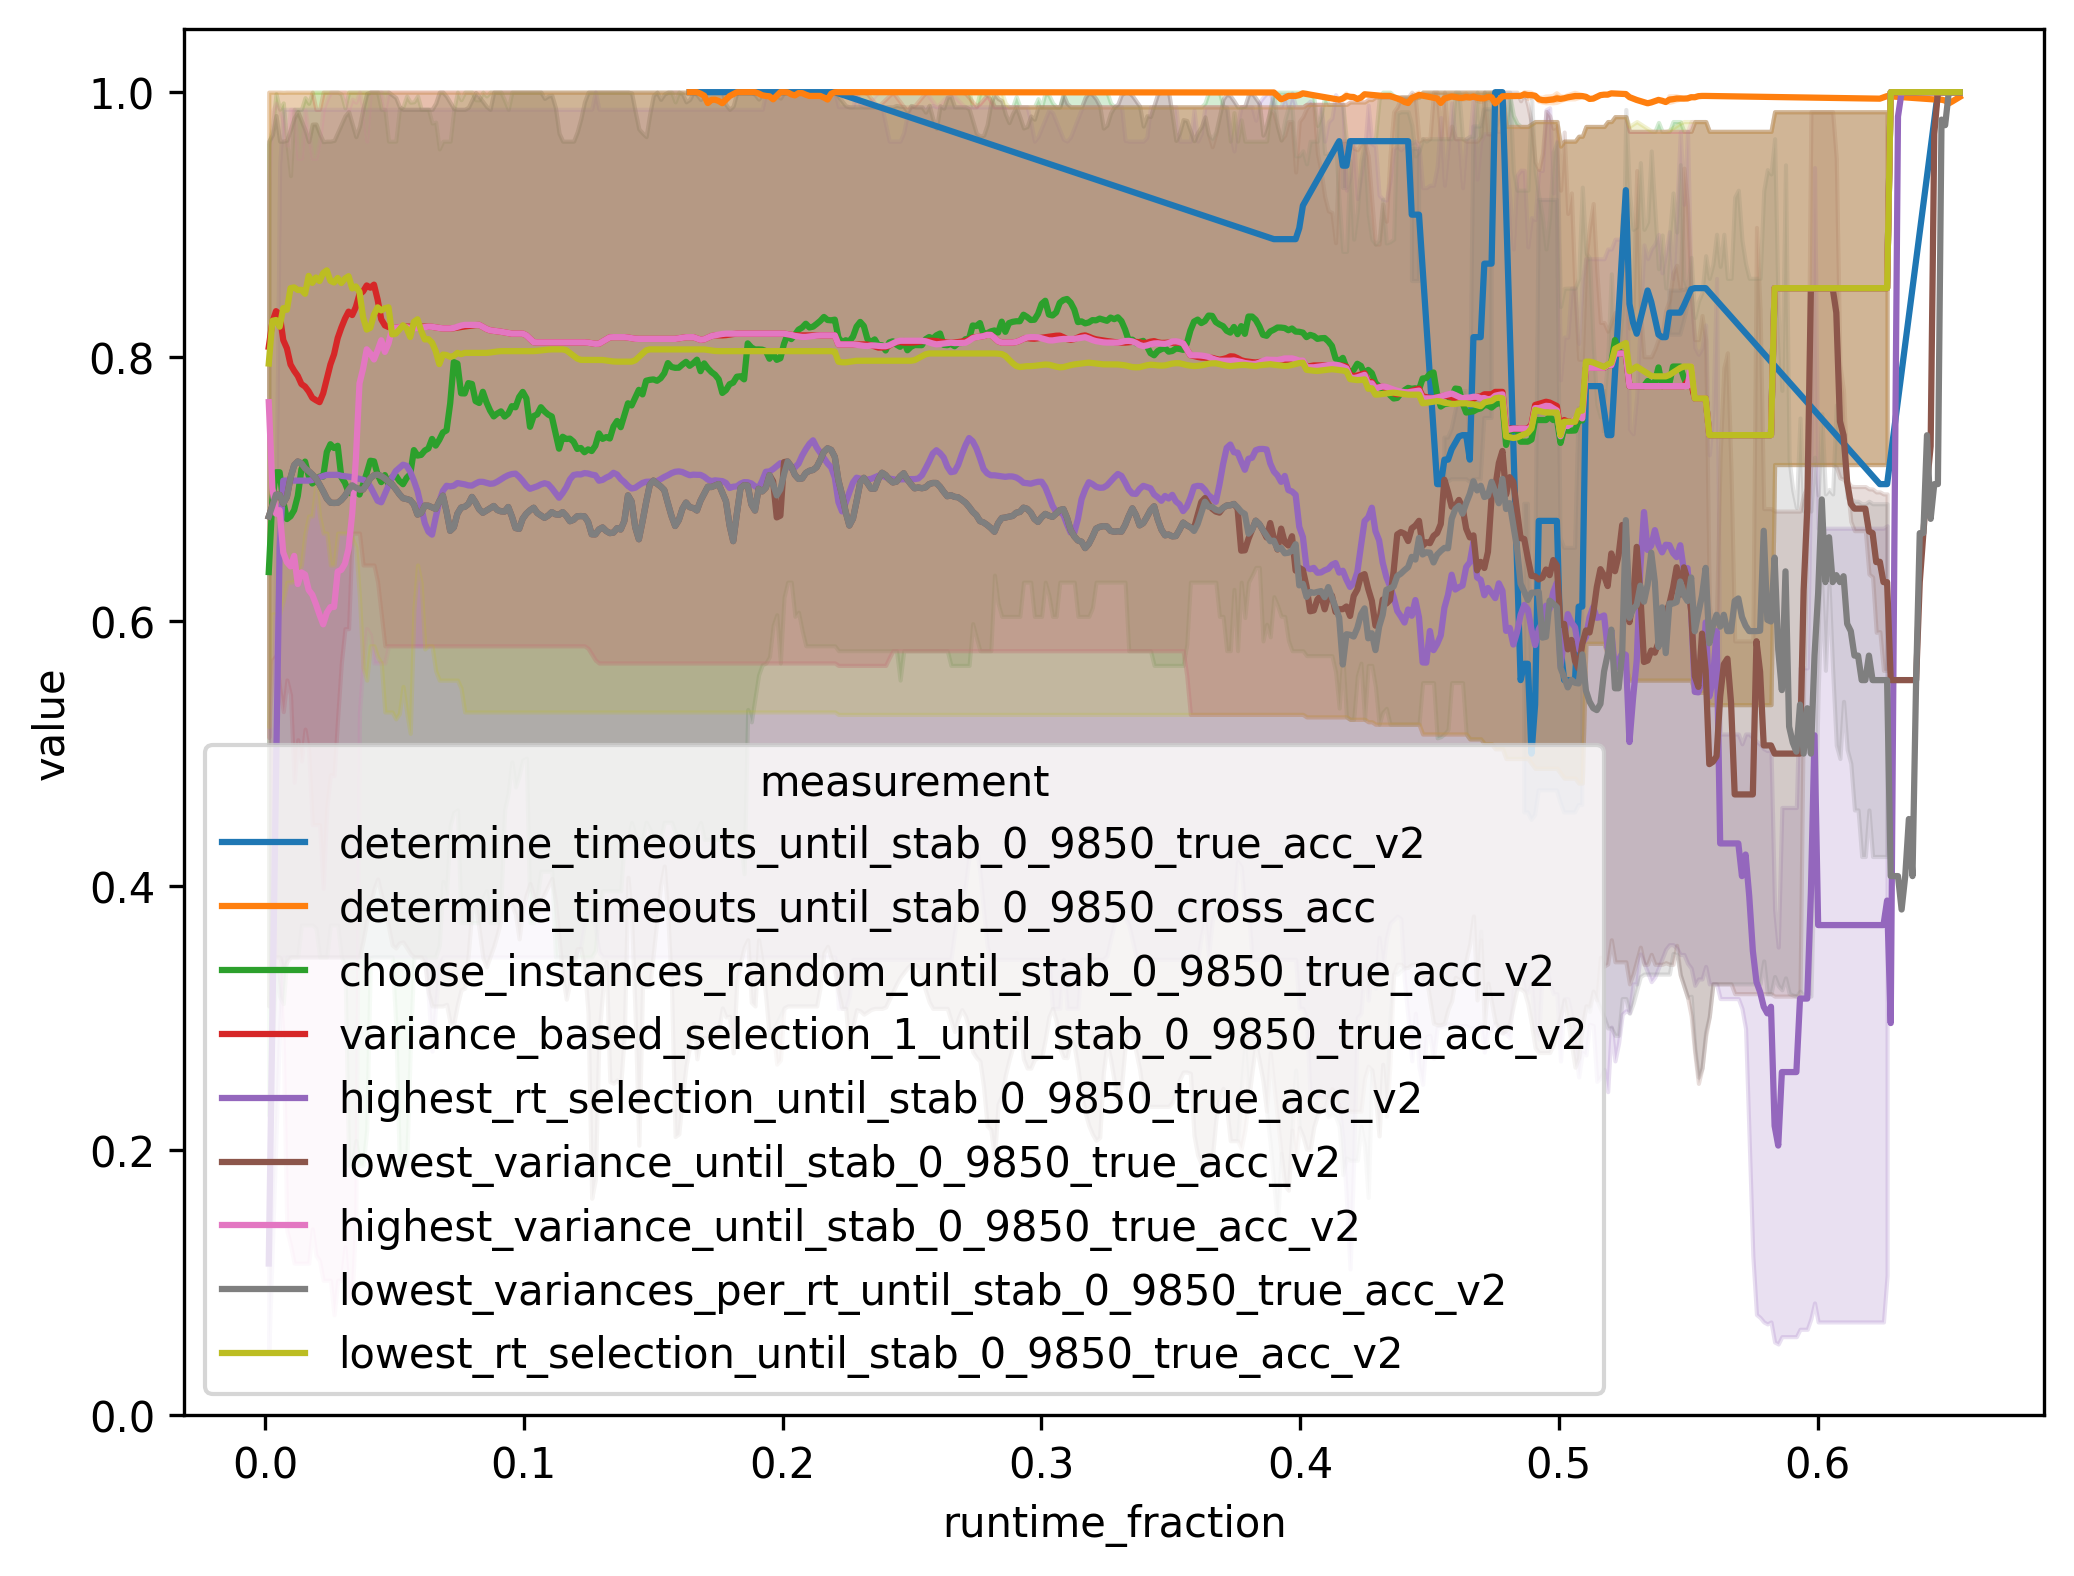 1.0
0.8
0.6
0.4
0.2
0.0
value
measurement
determine_timeouts_until_stab_0_9850_true_acc_v2
determine_timeouts_until_stab_0_9850_cross_acc
choose_instances_random_until_stab_0_9850_true_acc_v2
variance_based_selection_1_until_stab_0_9850_true_acc_v2
highest_rt_selection_until_stab_0_9850_true_acc_v2
lowest_variance_until_stab_0_9850_true_acc_v2
highest_variance_until_stab_0_9850_true_acc_v2
lowest_variances_per_rt_until_stab_0_9850_true_acc_v2
lowest_rt_selection_until_stab_0_9850_true_acc_v2
0.0 0.1 0.2 0.3 0.4 0.5 0.6
runtime_fraction